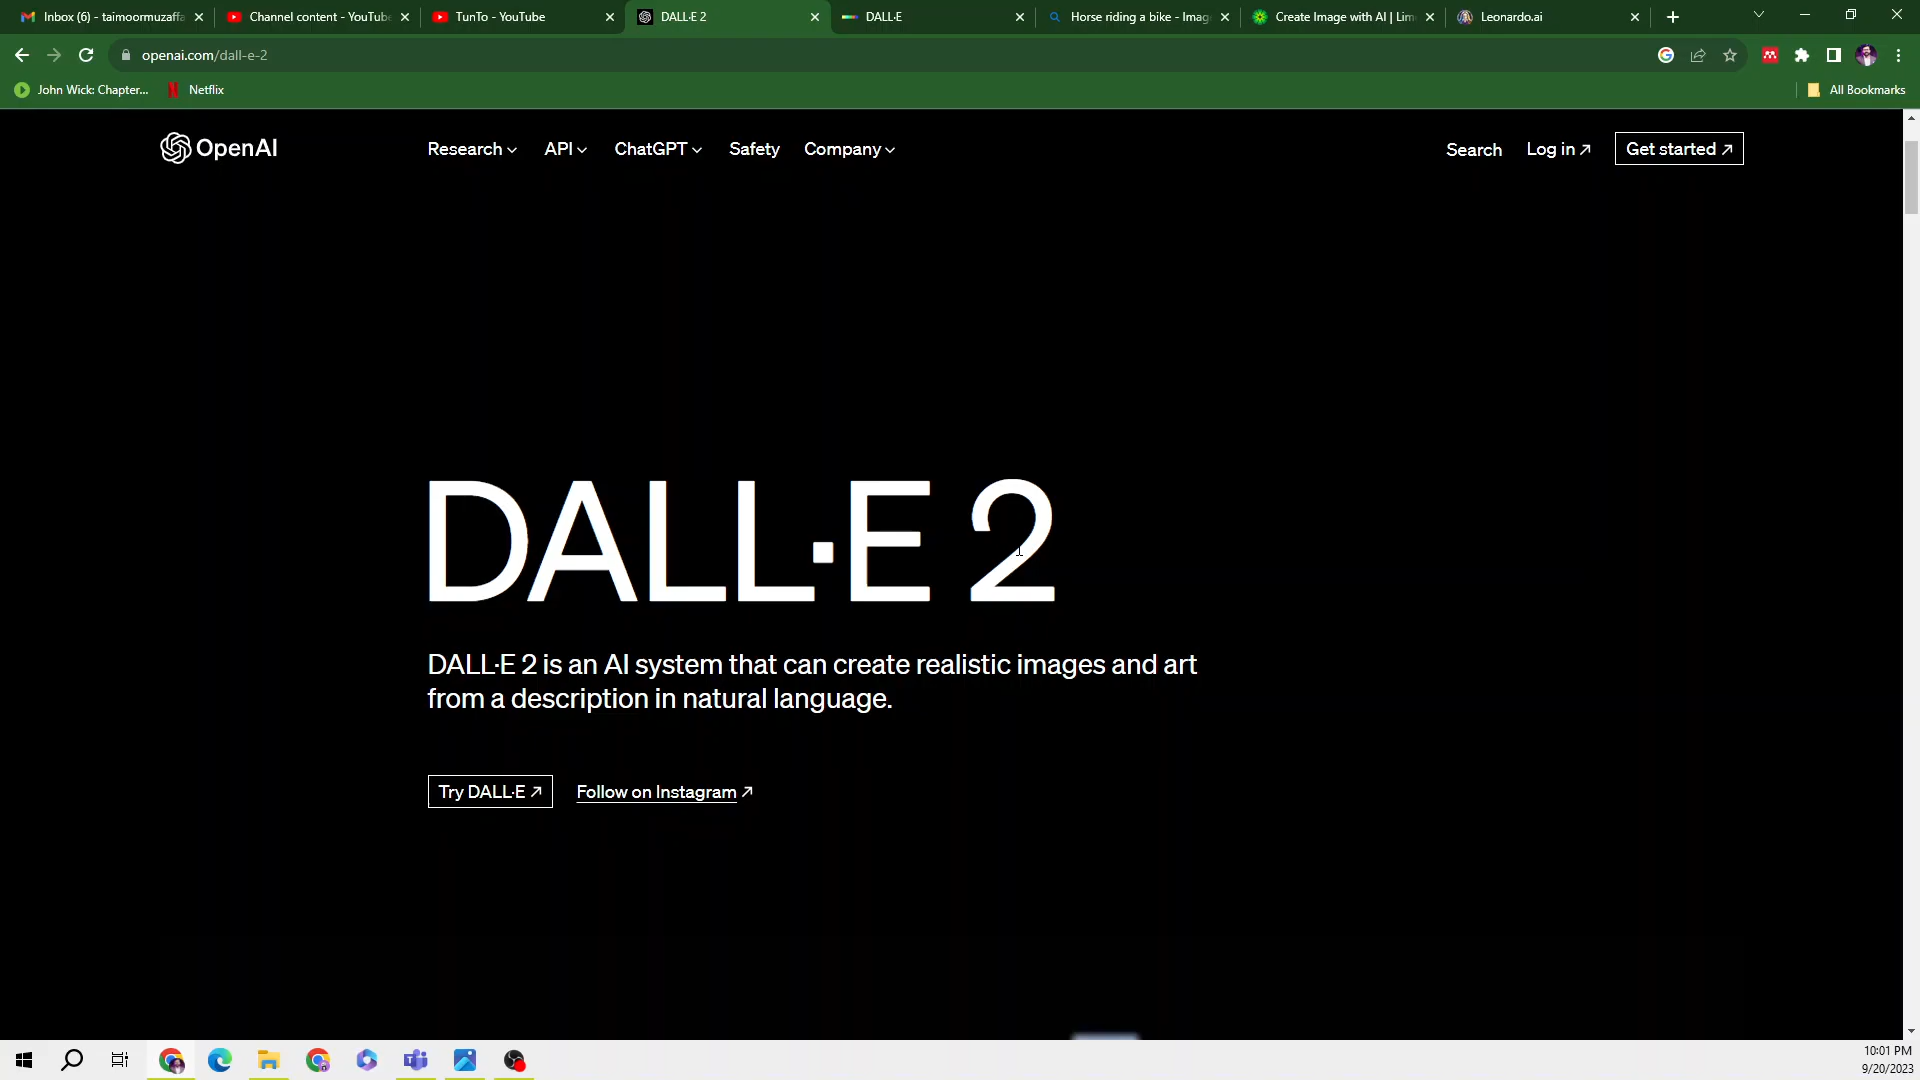 Inbox (6) - taimoormuzaffa
Channel content - YouTube
TunTo - YouTube
DALL·E 2
DALL·E
Horse riding a bike - Imag
Create Image with AI | Lim
Leonardo.ai
openai.com/dall-e-2
John Wick: Chapter...
Netflix
All Bookmarks
OpenAI
Research
API
ChatGPT
Safety
Company
Search
Log in ↗
Get started ↗
DALL·E 2
DALL·E 2 is an AI system that can create realistic images and art
from a description in natural language.
Try DALL·E ↗
Follow on Instagram ↗
10:01 PM
9/20/2023